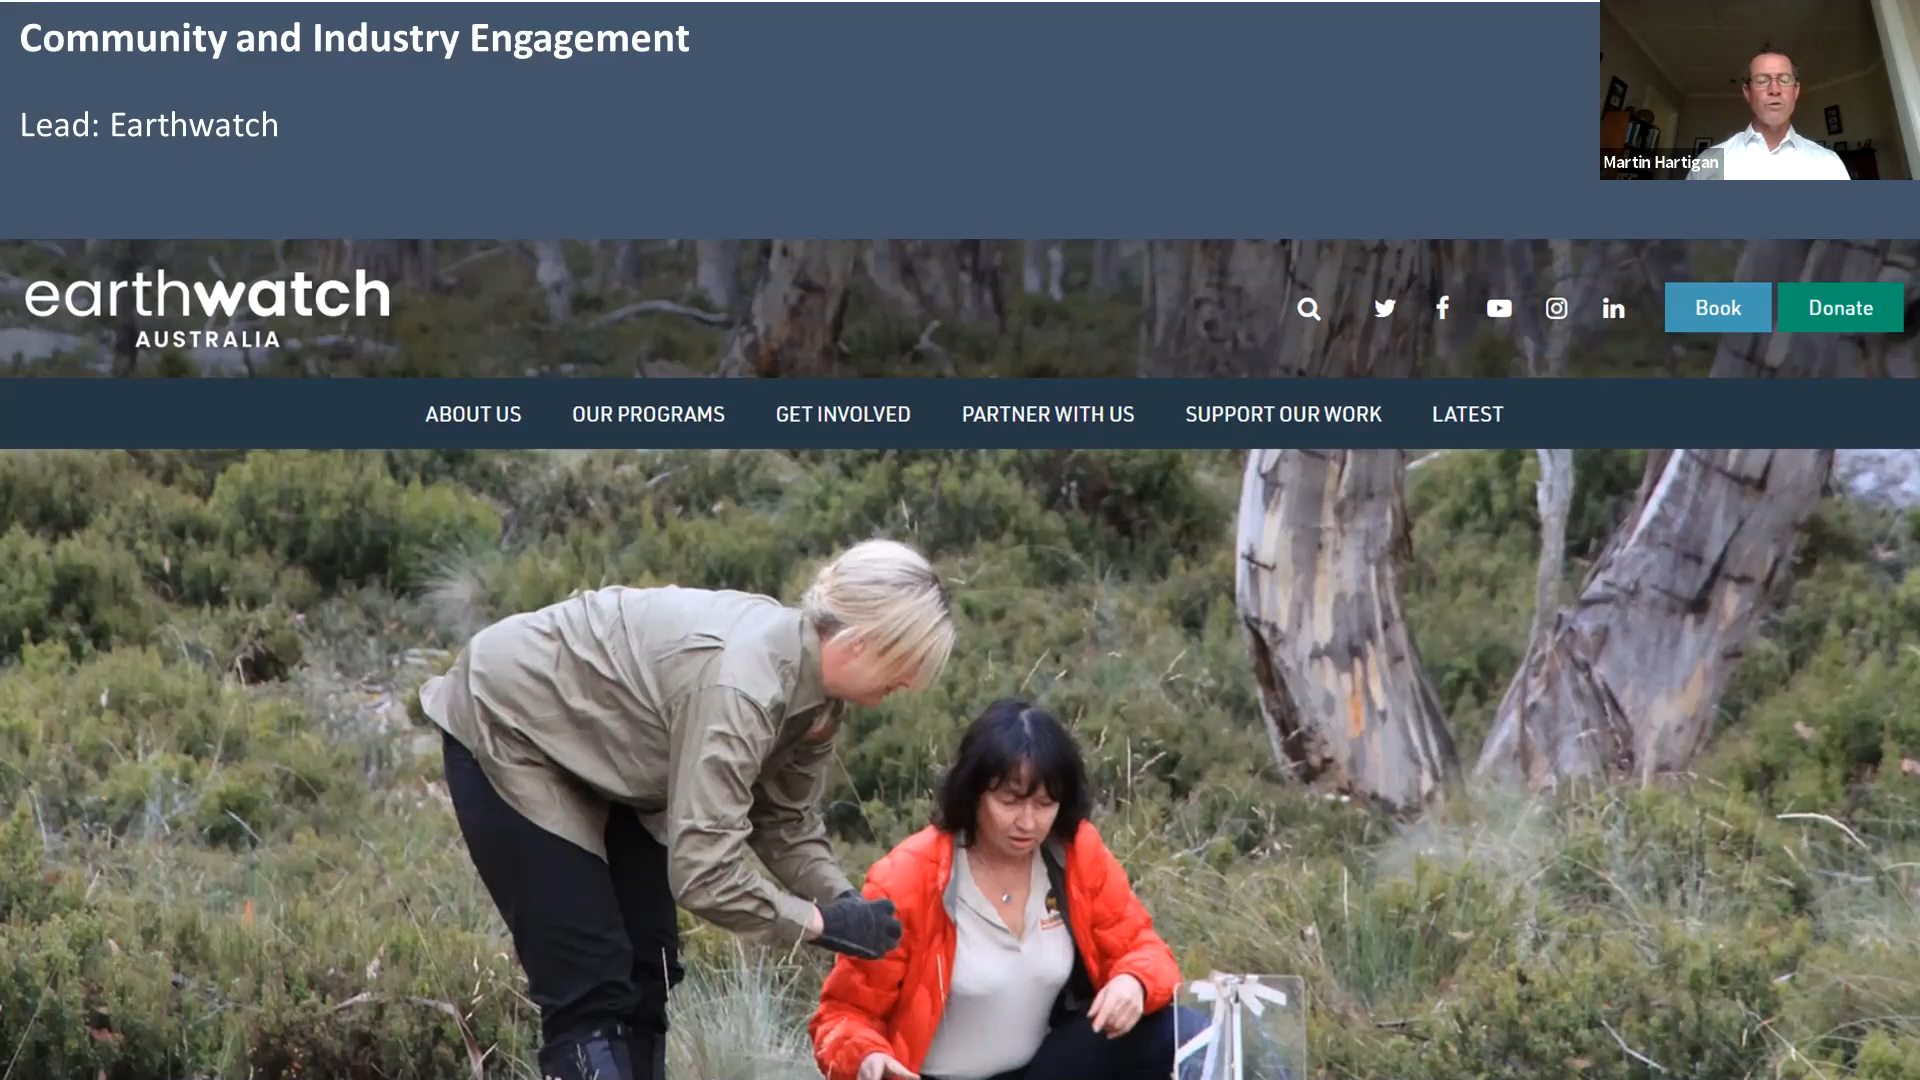 Community and Industry Engagement
Lead: Earthwatch
Martin Hartigan
earthwatch
AUSTRALIA
Book
Donate
ABOUT US
OUR PROGRAMS
GET INVOLVED
PARTNER WITH US
SUPPORT OUR WORK
LATEST